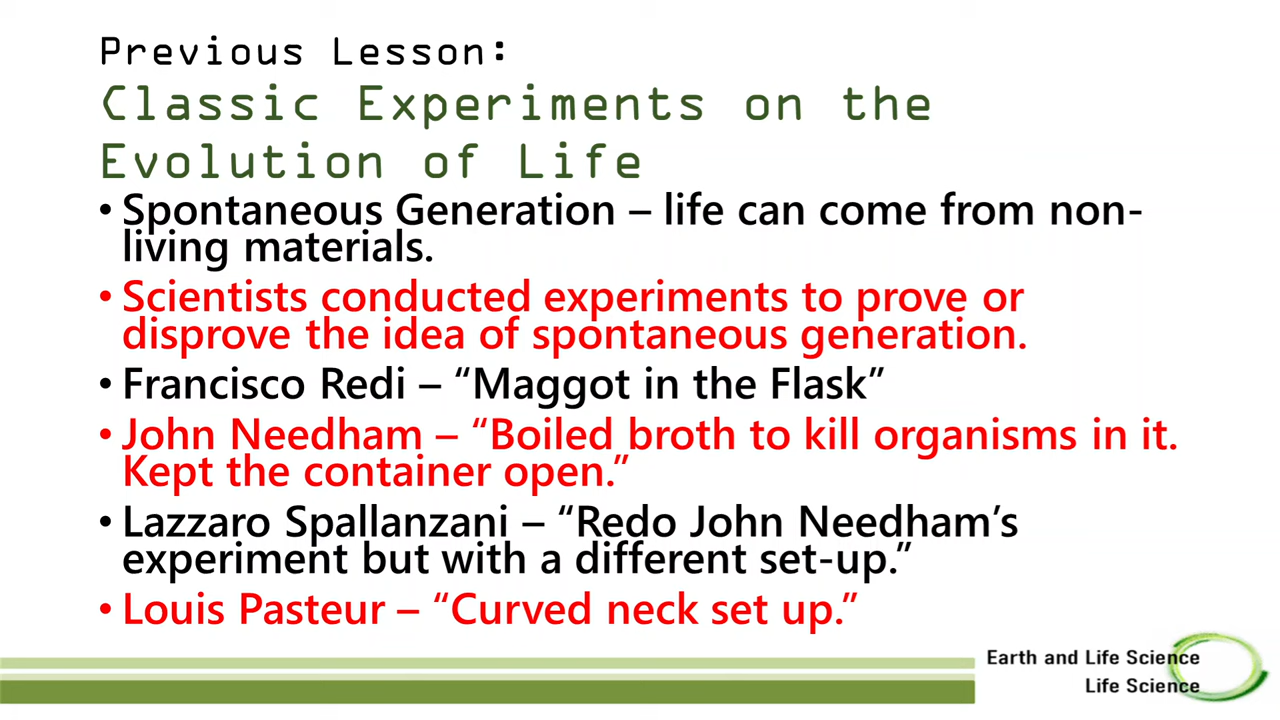 Previous Lesson:
Classic Experiments on the
Evolution of Life
• Spontaneous Generation – life can come from non-
living materials.
• Scientists conducted experiments to prove or
disprove the idea of spontaneous generation.
• Francisco Redi – “Maggot in the Flask”
• John Needham – “Boiled broth to kill organisms in it.
Kept the container open.”
• Lazzaro Spallanzani – “Redo John Needham’s
experiment but with a different set-up.”
• Louis Pasteur – “Curved neck set up.”
Earth and Life Science
Life Science